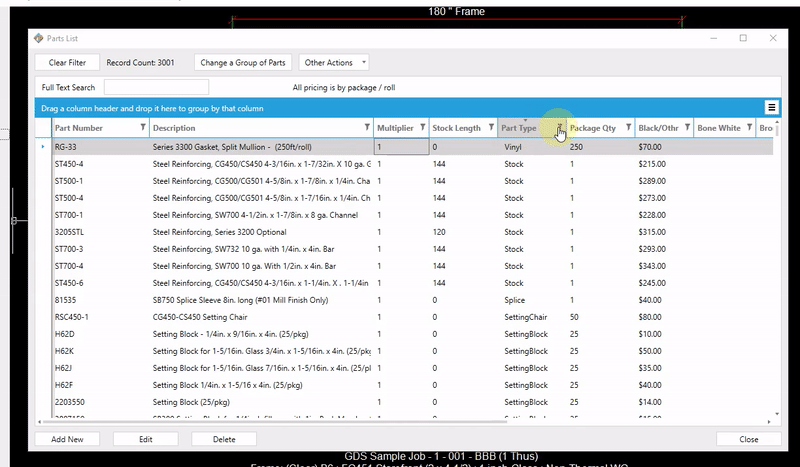 180 " Frame
Parts List
Clear Filter Record Count: 3001 Change a Group of Parts Other Actions
Full Text Search All pricing is by package / roll
Drag a column header and drop it here to group by that column
Part Number Description Multiplier Stock Length Part Type Package Qty Black/Othr Bone White Bro
RG-33 Series 3300 Gasket, Split Mullion - (250ft/roll) 1 0 Vinyl 250 $70.00
ST450-4 Steel Reinforcing, CG450/CS450 4-3/16in. x 1-7/32in. X 10 ga. C 1 144 Stock 1 $215.00
ST500-1 Steel Reinforcing, CG500/CG501 4-5/8in. x 1-7/8in. x 1/4in. Cha 1 144 Stock 1 $289.00
ST500-4 Steel Reinforcing, CG500/CG501 4-5/8in. x 1-7/16in. x 1/4in. Ch 1 144 Stock 1 $273.00
ST700-1 Steel Reinforcing, SW700 4-1/2in. x 1-7/8in. x 8 ga. Channel 1 144 Stock 1 $228.00
3205STL Steel Reinforcing, Series 3200 Optional 1 120 Stock 1 $315.00
ST700-3 Steel Reinforcing, SW732 10 ga. with 1/4in. x 4in. Bar 1 144 Stock 1 $293.00
ST700-4 Steel Reinforcing, SW700 10 ga. With 1/2in. x 4in. Bar 1 144 Stock 1 $343.00
ST450-6 Steel Reinforcing, CG450/CS450 4-3/16in. x 1-1/4in. X . 1-1/4in 1 144 Stock 1 $245.00
81535 SB750 Splice Sleeve 8in. long (#01 Mill Finish Only) 1 0 Splice 1 $40.00
RSC450-1 CG450-CS450 Setting Chair 1 0 SettingChair 50 $80.00
H62D Setting Block - 1/4in. x 9/16in. x 4in. (25/pkg) 1 0 SettingBlock 25 $10.00
H62K Setting Block for 1-5/16in. Glass 3/4in. x 1-5/16in. x 4in. (25/pkg 1 0 SettingBlock 25 $50.00
H62J Setting Block for 1-5/16in. Glass 7/16in. x 1-5/16in. x 4in. (25/pl 1 0 SettingBlock 25 $35.00
H62F Setting Block 1/4in. x 1-5/16 x 4in. (25/pkg) 1 0 SettingBlock 25 $40.00
2203550 Setting Block (25/pkg) 1 0 SettingBlock 25 $14.00
Add New Edit Delete Close
GDS Sample Job - 1 - 001 - BBB (1 Thus)